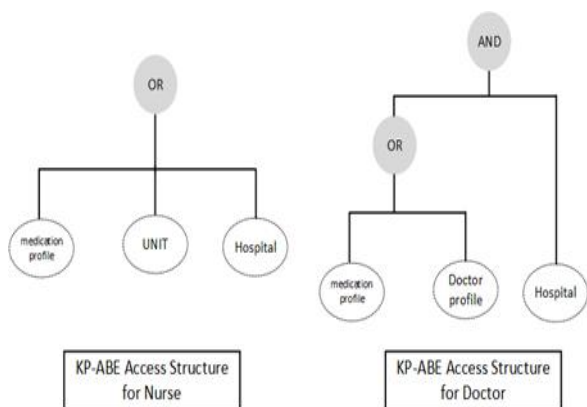 OR
medication
profile
UNIT
Hospital
KP-ABE Access Structure
for Nurse
AND
OR
medication
profile
Doctor
profile
Hospital
KP-ABE Access Structure
for Doctor